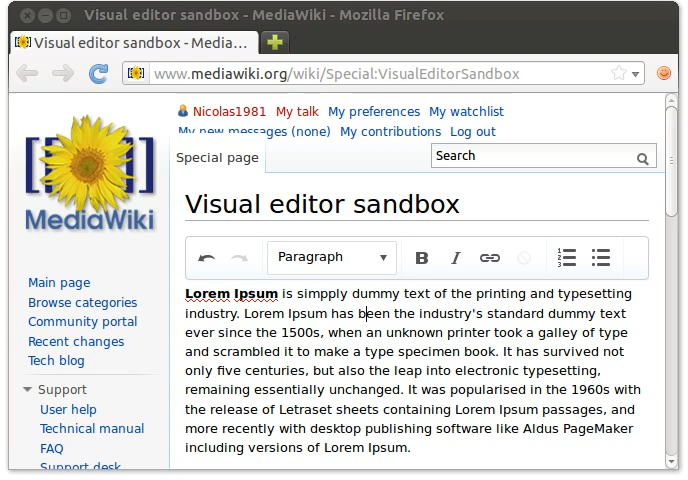 Visual editor sandbox - MediaWiki - Mozilla Firefox
Visual editor sandbox - Media...
www.mediawiki.org/wiki/Special:VisualEditorSandbox
Nicolas1981 My talk My preferences My watchlist
My new messages (none) My contributions Log out
Special page
Search
[[ ]]
MediaWiki
Visual editor sandbox
Paragraph
B I
Main page
Browse categories
Community portal
Recent changes
Tech blog
Support
User help
Technical manual
FAQ
Support desk
Lorem Ipsum is simpply dummy text of the printing and typesetting
industry. Lorem Ipsum has been the industry's standard dummy text
ever since the 1500s, when an unknown printer took a galley of type
and scrambled it to make a type specimen book. It has survived not
only five centuries, but also the leap into electronic typesetting,
remaining essentially unchanged. It was popularised in the 1960s with
the release of Letraset sheets containing Lorem Ipsum passages, and
more recently with desktop publishing software like Aldus PageMaker
including versions of Lorem Ipsum.